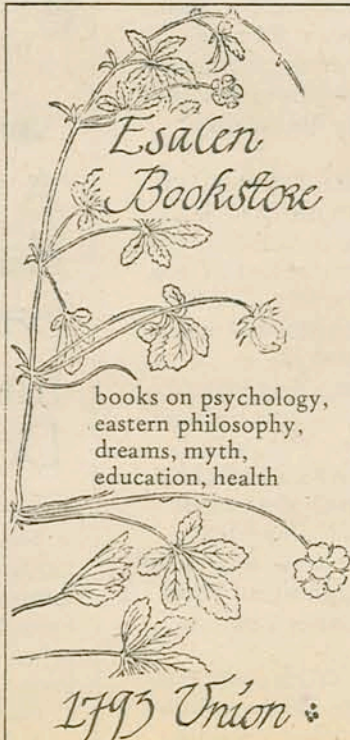 Esalen
Bookstore
books on psychology,
eastern philosophy,
dreams, myth,
education, health
1793 Union